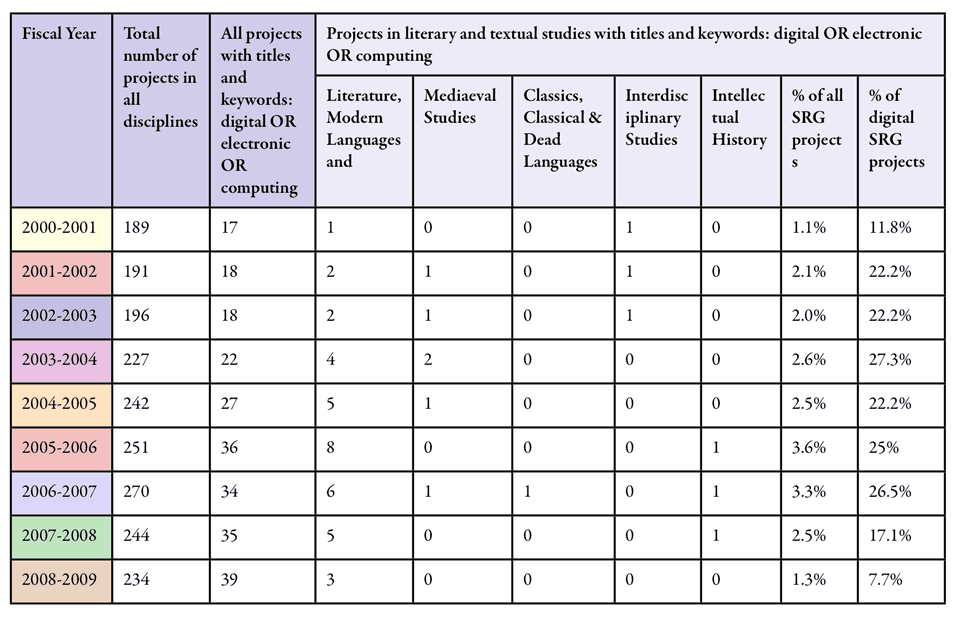 Fiscal Year
Total
number of
projects in
all
disciplines
All projects
with titles
and
keywords:
digital OR
electronic
OR
computing
Projects in literary and textual studies with titles and keywords: digital OR electronic
OR computing
Literature,
Modern
Languages
and
Mediaeval
Studies
Classics,
Classical &
Dead
Languages
Interdisc
iplinary
Studies
Intellec
tual
History
% of all
SRG
project
s
% of
digital
SRG
projects
2000-2001 189 17 1 0 0 1 0 1.1% 11.8%
2001-2002 191 18 2 1 0 1 0 2.1% 22.2%
2002-2003 196 18 2 1 0 1 0 2.0% 22.2%
2003-2004 227 22 4 2 0 0 0 2.6% 27.3%
2004-2005 242 27 5 1 0 0 0 2.5% 22.2%
2005-2006 251 36 8 0 0 0 1 3.6% 25%
2006-2007 270 34 6 1 1 0 1 3.3% 26.5%
2007-2008 244 35 5 0 0 0 1 2.5% 17.1%
2008-2009 234 39 3 0 0 0 0 1.3% 7.7%